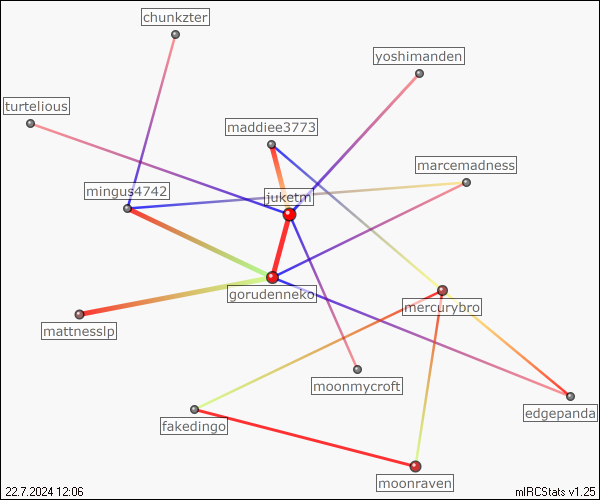 chunkzter
yoshimanden
turtelious
maddiee3773
marcemadness
mingus4742
juketm
gorudenneko
mercurybro
mattnesslp
moonmycroft
edgepanda
fakedingo
moonraven
22.7.2024 12:06
mIRCStats v1.25